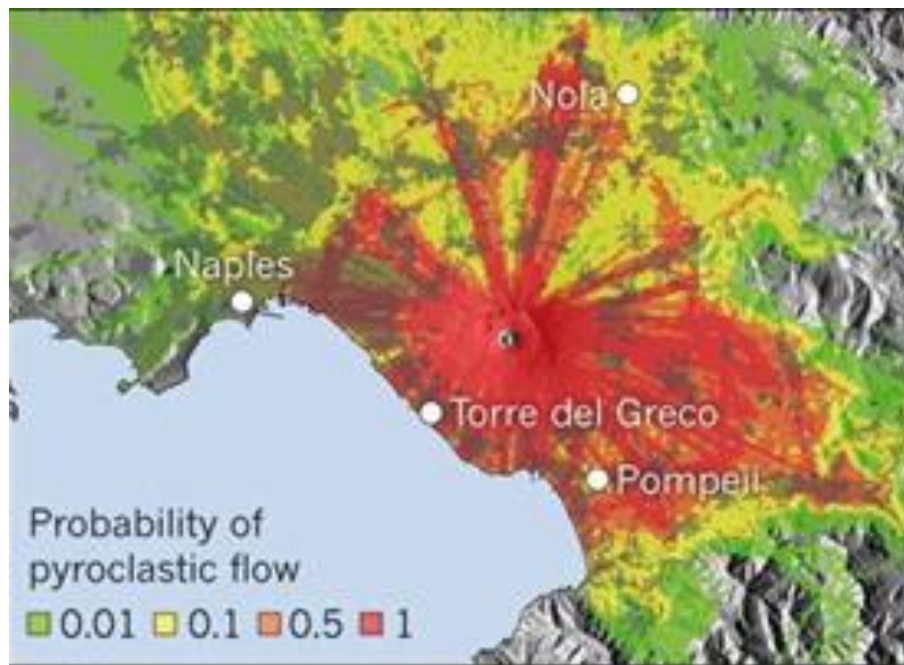 Nola
Naples
Torre del Greco
Pompeii
Probability of
pyroclastic flow
0.01 0.1 0.5 1